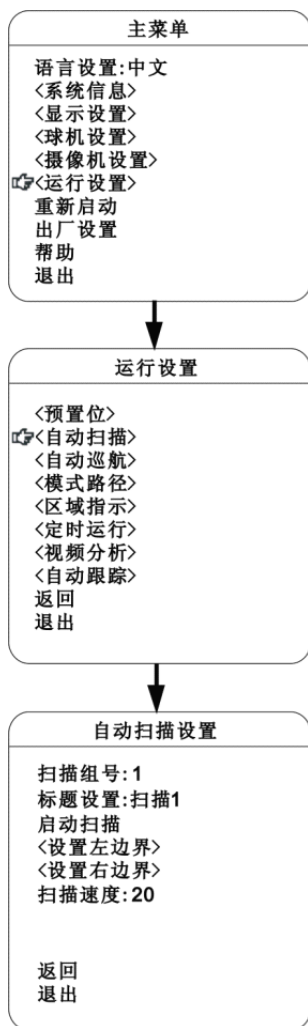 主菜单
语言设置:中文
<系统信息>
<显示设置>
<球机设置>
<摄像机设置>
<运行设置>
重新启动
出厂设置
帮助
退出
运行设置
<预置位>
<自动扫描>
<自动巡航>
<模式路径>
<区域指示>
<定时运行>
<视频分析>
<自动跟踪>
返回
退出
自动扫描设置
扫描组号:1
标题设置:扫描1
启动扫描
<设置左边界>
<设置右边界>
扫描速度:20
返回
退出